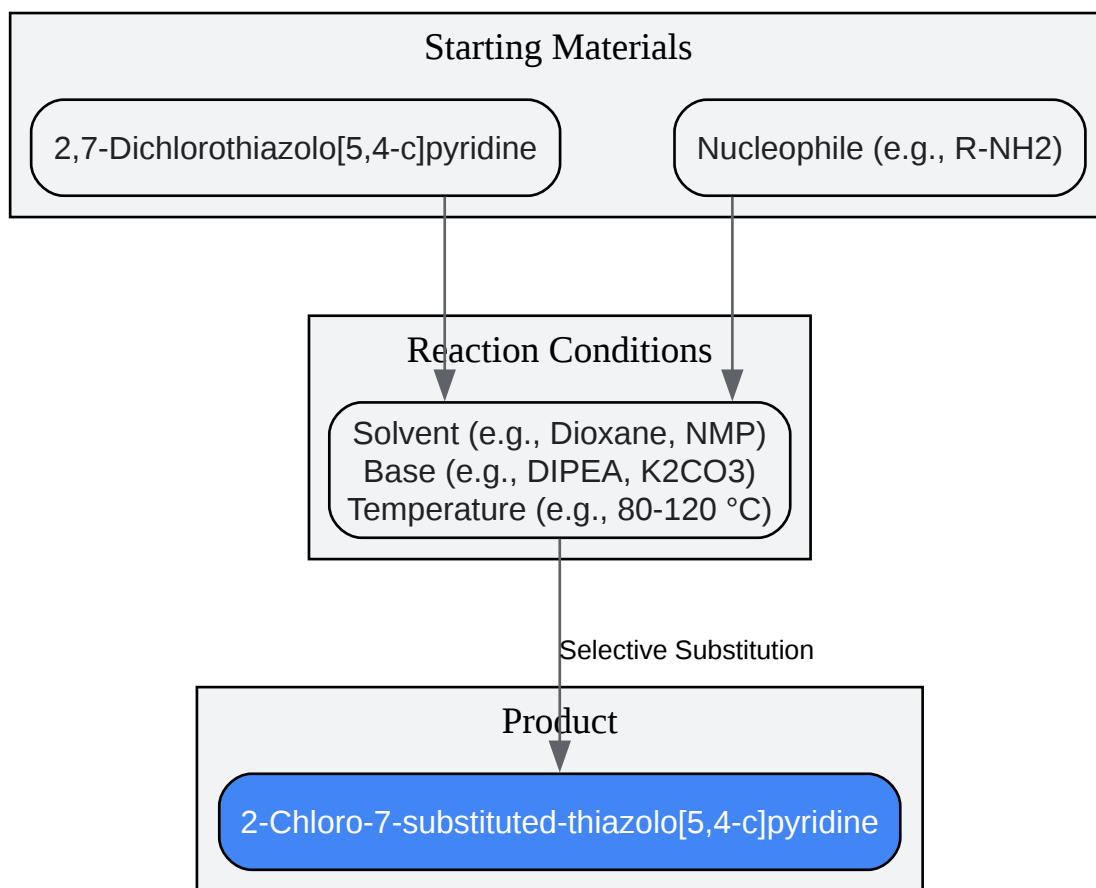 Starting Materials
2,7-Dichlorothiazolo[5,4-c]pyridine
Nucleophile (e.g., R-NH2)
Reaction Conditions
Solvent (e.g., Dioxane, NMP)
Base (e.g., DIPEA, K2CO3)
Temperature (e.g., 80-120 °C)
Selective Substitution
Product
2-Chloro-7-substituted-thiazolo[5,4-c]pyridine